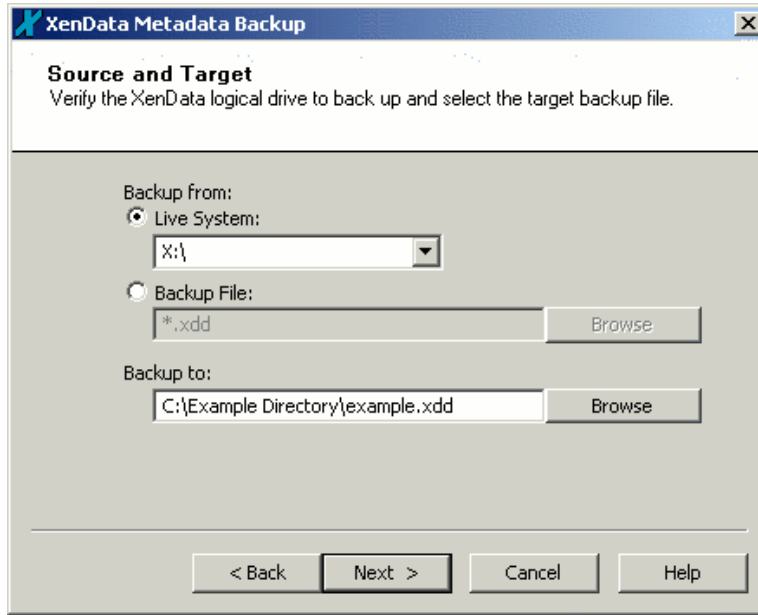 XenData Metadata Backup
Source and Target
Verify the XenData logical drive to back up and select the target backup file.
Backup from:
Live System:
X:\
Backup File:
*.xdd
Browse
Backup to:
C:\Example Directory\example.xdd
Browse
< Back
Next >
Cancel
Help